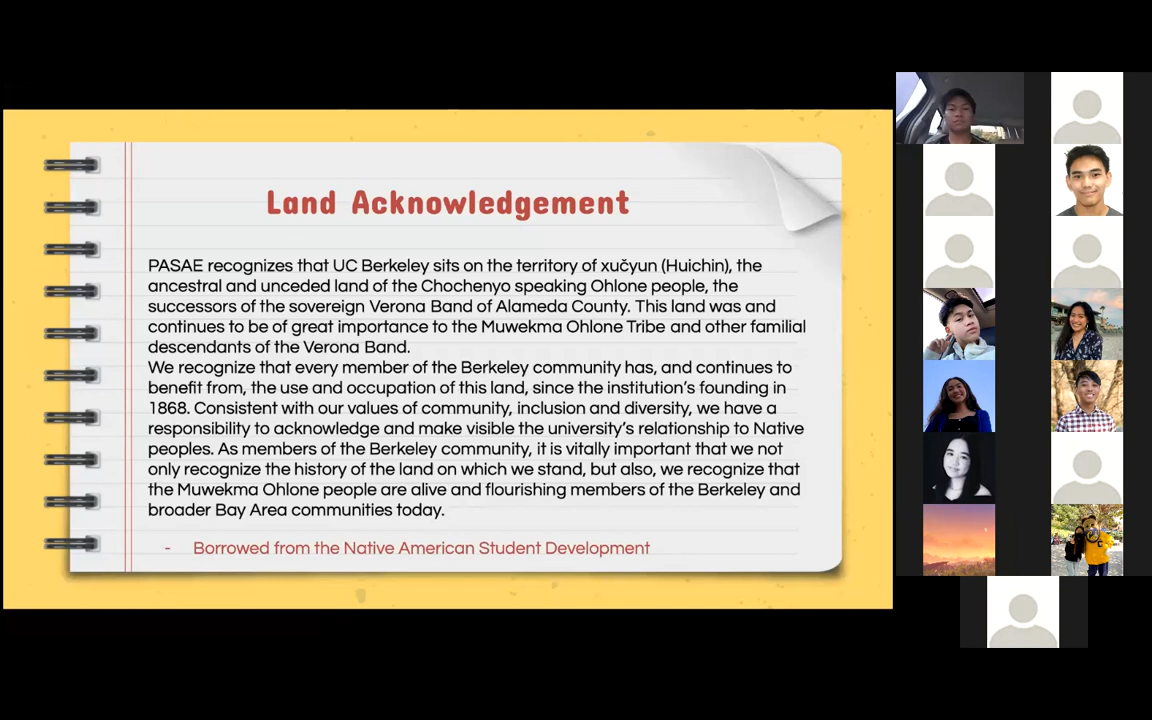 Land Acknowledgement
PASAE recognizes that UC Berkeley sits on the territory of xučyun (Huichin), the
ancestral and unceded land of the Chochenyo speaking Ohlone people, the
successors of the sovereign Verona Band of Alameda County. This land was and
continues to be of great importance to the Muwekma Ohlone Tribe and other familial
descendants of the Verona Band.
We recognize that every member of the Berkeley community has, and continues to
benefit from, the use and occupation of this land, since the institution's founding in
1868. Consistent with our values of community, inclusion and diversity, we have a
responsibility to acknowledge and make visible the university's relationship to Native
peoples. As members of the Berkeley community, it is vitally important that we not
only recognize the history of the land on which we stand, but also, we recognize that
the Muwekma Ohlone people are alive and flourishing members of the Berkeley and
broader Bay Area communities today.
- Borrowed from the Native American Student Development